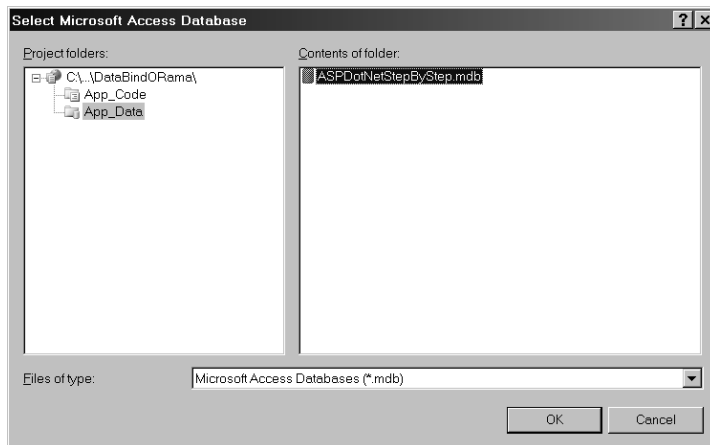 Select Microsoft Access Database
Project folders:
Contents of folder:
C:\...\DataBindORama\
App_Code
App_Data
ASPDotNetStepByStep.mdb
Files of type:
Microsoft Access Databases (*.mdb)
OK
Cancel